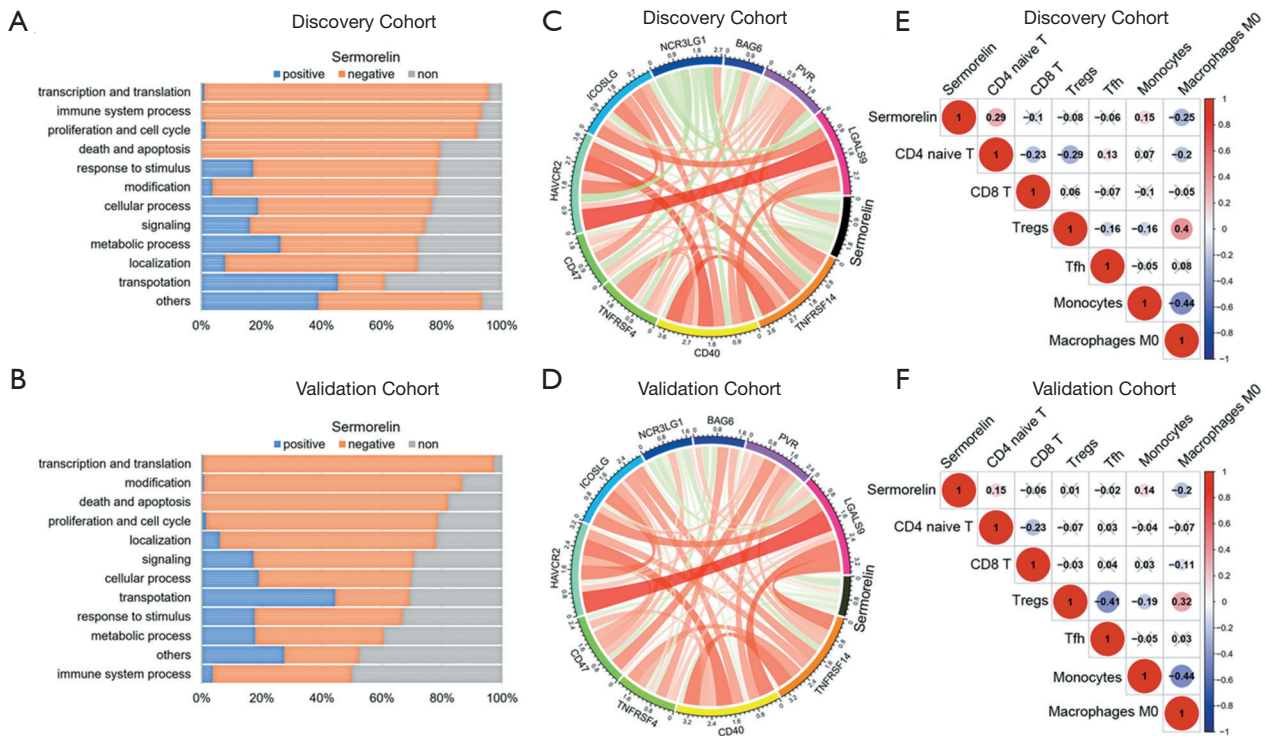 A
Discovery Cohort
Sermorelin
positive negative non
transcription and translation
immune system process
proliferation and cell cycle
death and apoptosis
response to stimulus
modification
cellular process
signaling
metabolic process
localization
transpotation
others
0% 20% 40% 60% 80% 100%
B
Validation Cohort
Sermorelin
positive negative non
transcription and translation
modification
death and apoptosis
proliferation and cell cycle
localization
signaling
cellular process
transpotation
response to stimulus
metabolic process
others
immune system process
0% 20% 40% 60% 80% 100%
C
Discovery Cohort
NCR3LG1
BAG6
PVR
LGALS9
Sermorelin
TNFRSF14
CD40
TNFRSF4
CD47
HAVCR2
ICOSLG
D
Validation Cohort
NCR3LG1
BAG6
PVR
LGALS9
Sermorelin
TNFRSF14
CD40
TNFRSF4
CD47
HAVCR2
ICOSLG
E
Discovery Cohort
Sermorelin
CD4 naive T
CD8 T
Tregs
Tfh
Monocytes
Macrophages M0
Sermorelin 1 0.29 −0.1 −0.08 −0.06 0.15 −0.25
CD4 naive T 1 −0.23 −0.29 0.13 0.07 −0.2
CD8 T 1 0.06 −0.07 −0.1 −0.05
Tregs 1 −0.16 −0.16 0.4
Tfh 1 −0.05 0.08
Monocytes 1 −0.44
Macrophages M0 1
1
0.8
0.6
0.4
0.2
0
−0.2
−0.4
−0.6
−0.8
−1
F
Validation Cohort
Sermorelin
CD4 naive T
CD8 T
Tregs
Tfh
Monocytes
Macrophages M0
Sermorelin 1 0.15 −0.06 0.01 −0.02 0.14 −0.2
CD4 naive T 1 −0.23 −0.07 0.03 −0.04 −0.07
CD8 T 1 −0.03 0.04 0.03 −0.11
Tregs 1 −0.41 −0.19 0.32
Tfh 1 −0.05 0.03
Monocytes 1 −0.44
Macrophages M0 1
1
0.8
0.6
0.4
0.2
0
−0.2
−0.4
−0.6
−0.8
−1